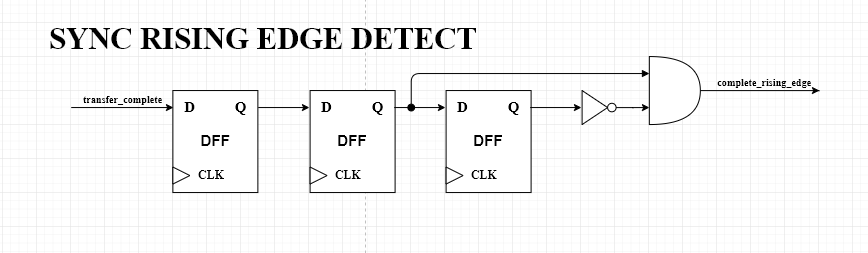 SYNC RISING EDGE DETECT
transfer_complete
D Q
DFF
CLK
D Q
DFF
CLK
D Q
DFF
CLK
complete_rising_edge